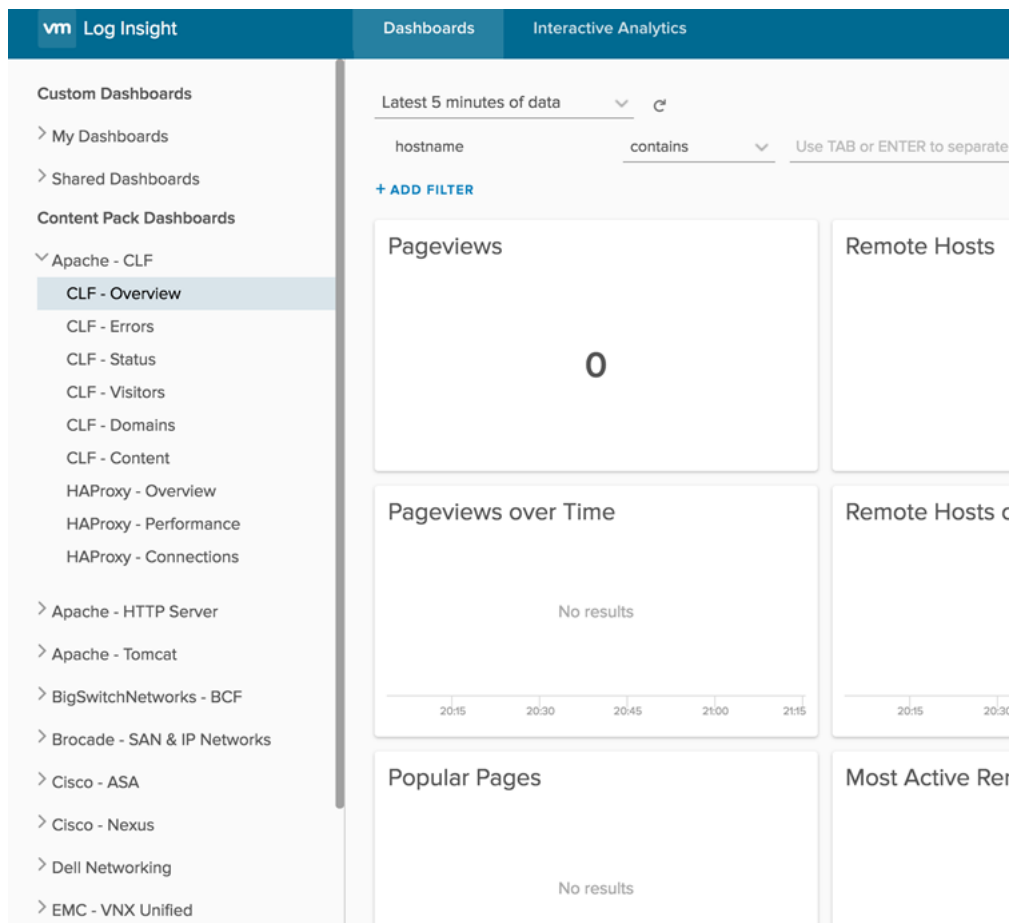 vm Log Insight
Dashboards
Interactive Analytics
Custom Dashboards
My Dashboards
Shared Dashboards
Content Pack Dashboards
Apache - CLF
CLF - Overview
CLF - Errors
CLF - Status
CLF - Visitors
CLF - Domains
CLF - Content
HAProxy - Overview
HAProxy - Performance
HAProxy - Connections
Apache - HTTP Server
Apache - Tomcat
BigSwitchNetworks - BCF
Brocade - SAN & IP Networks
Cisco - ASA
Cisco - Nexus
Dell Networking
EMC - VNX Unified
Latest 5 minutes of data
hostname contains Use TAB or ENTER to separate
+ ADD FILTER
Pageviews
0
Remote Hosts
Pageviews over Time
No results
20:15 20:30 20:45 21:00 21:15
Remote Hosts
20:15 20:30
Popular Pages
No results
Most Active